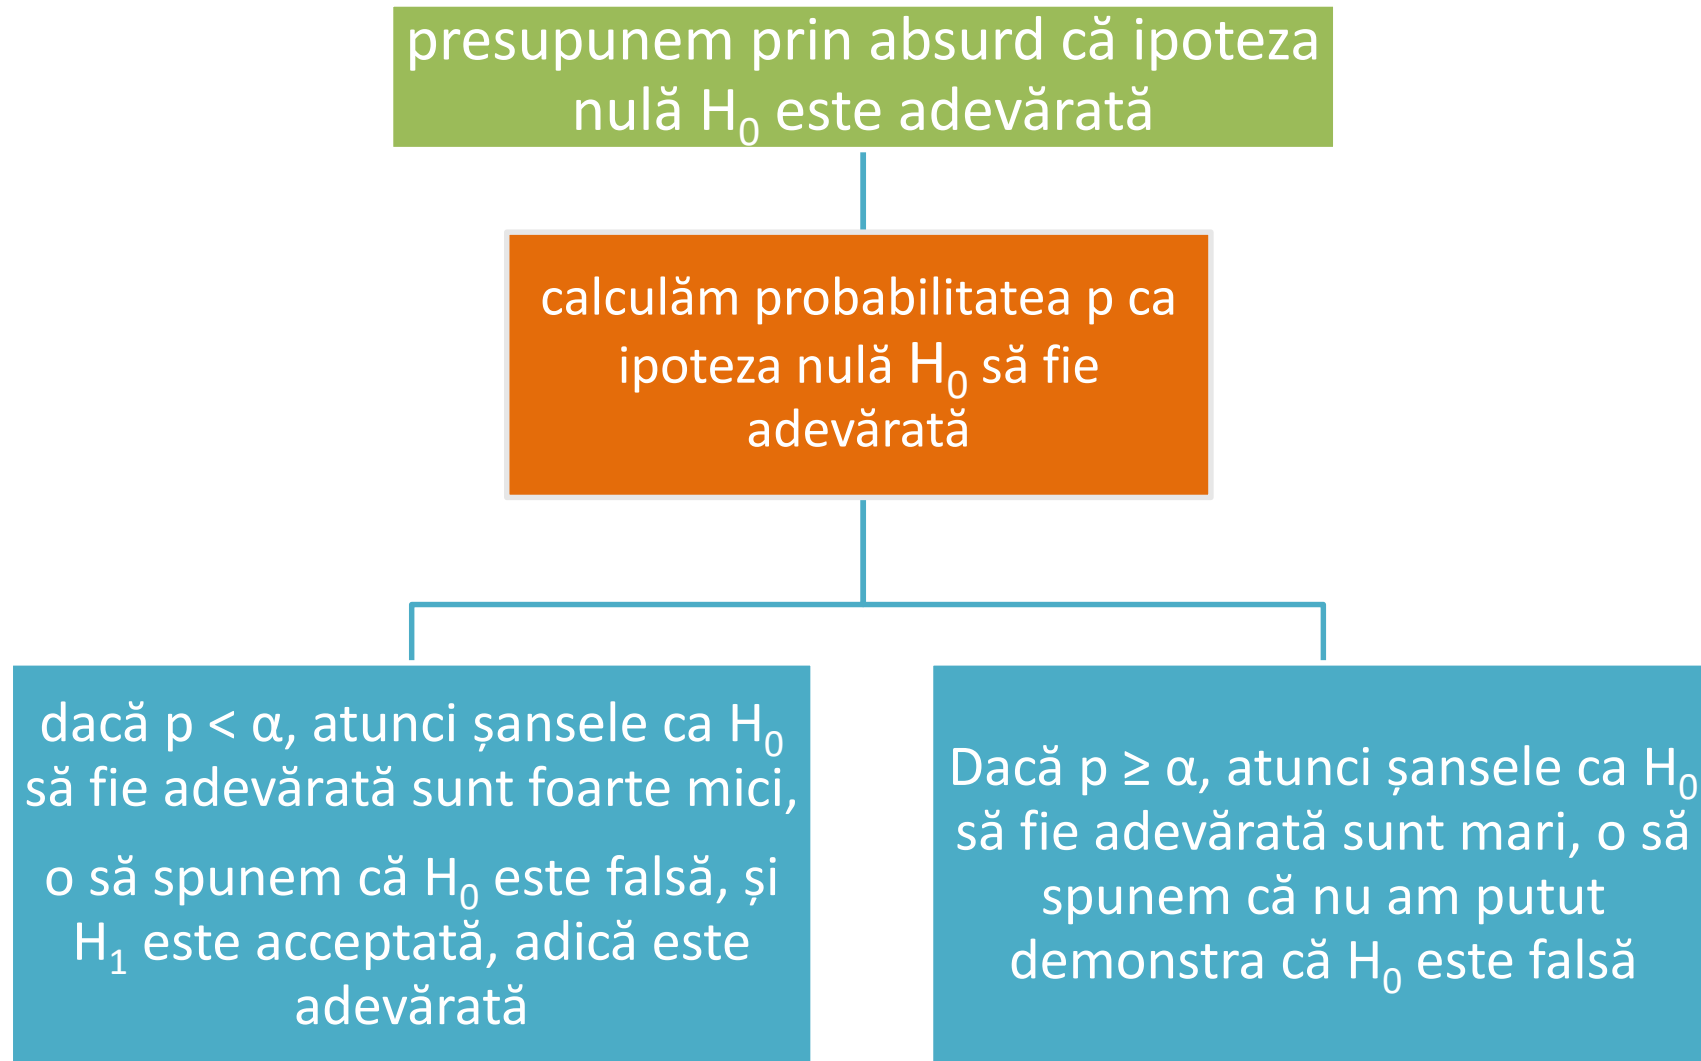 presupunem prin absurd că ipoteza
nulă H₀ este adevărată
calculăm probabilitatea p ca
ipoteza nulă H₀ să fie
adevărată
dacă p < α, atunci șansele ca H₀
să fie adevărată sunt foarte mici,
o să spunem că H₀ este falsă, și
H₁ este acceptată, adică este
adevărată
Dacă p ≥ α, atunci șansele ca H₀
să fie adevărată sunt mari, o să
spunem că nu am putut
demonstra că H₀ este falsă